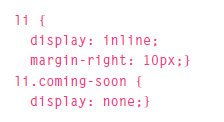 li {
  display: inline;
  margin-right: 10px;}
li.coming-soon {
  display: none;}